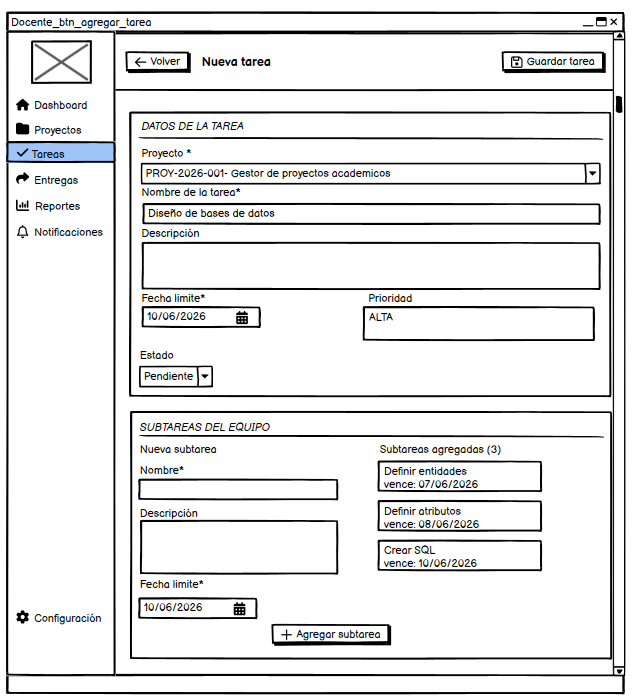 Docente_btn_agregar_tarea
Volver
Nueva tarea
Guardar tarea
Dashboard
Proyectos
Tareas
Entregas
Reportes
Notificaciones
Configuración
DATOS DE LA TAREA
Proyecto *
PROY-2026-001- Gestor de proyectos academicos
Nombre de la tarea*
Diseño de bases de datos
Descripción
Fecha limite*
10/06/2026
Prioridad
ALTA
Estado
Pendiente
SUBTAREAS DEL EQUIPO
Nueva subtarea
Nombre*
Descripción
Fecha limite*
10/06/2026
Subtareas agregadas (3)
Definir entidades
vence: 07/06/2026
Definir atributos
vence: 08/06/2026
Crear SQL
vence: 10/06/2026
+ Agregar subtarea